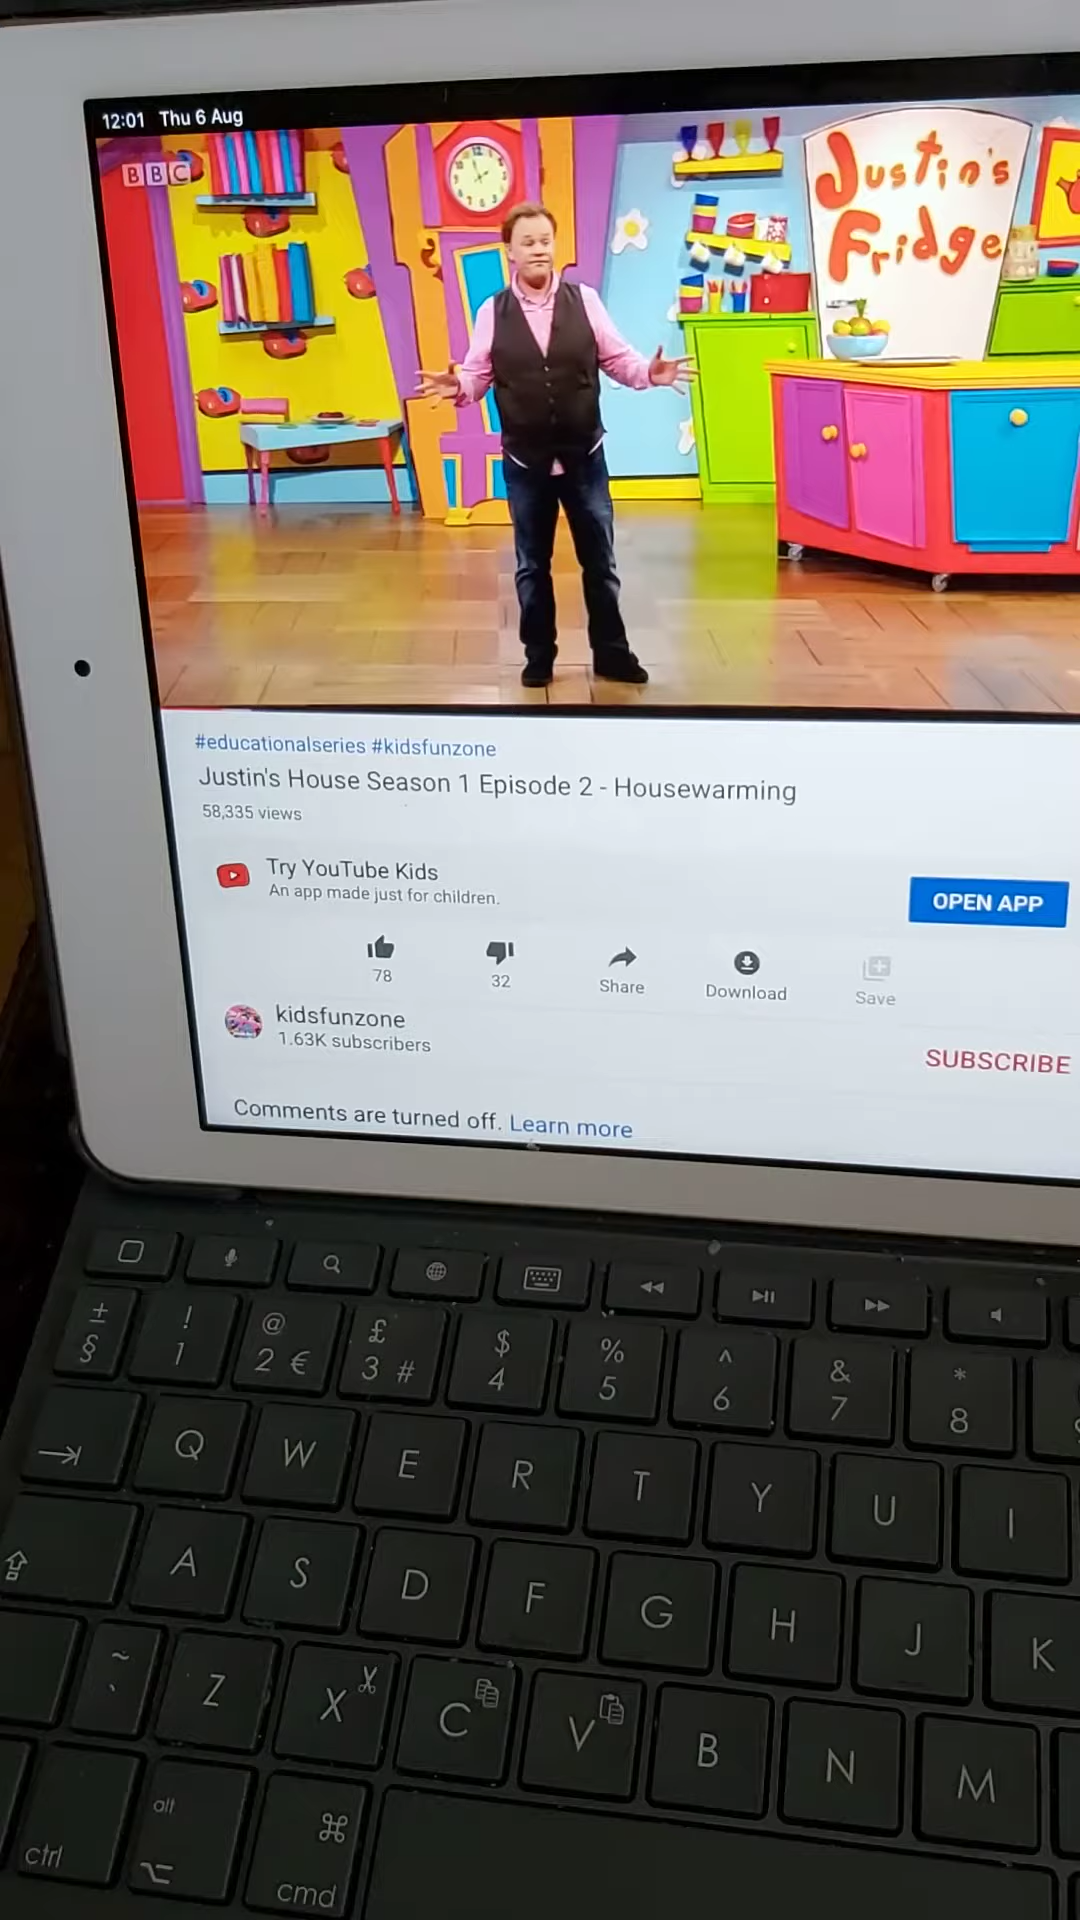 12:01 Thu 6 Aug
BBC
Justin's
Fridge
#educationalseries #kidsfunzone
Justin's House Season 1 Episode 2 - Housewarming
58,335 views
Try YouTube Kids
An app made just for children.
OPEN APP
78
32
Share
Download
Save
kidsfunzone
1.63K subscribers
SUBSCRIBE
Comments are turned off. Learn more
± ! @ £ $ % ^ & *
§ 1 2 € 3 # 4 5 6 7 8
Q W E R T Y U I
A S D F G H J K
~ ` Z X C V B N M
alt ⌘
ctrl ⌥ cmd